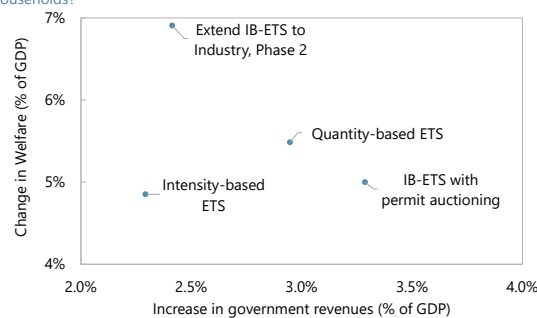 households?
7%
Extend IB-ETS to
Industry, Phase 2
6%
Quantity-based ETS
5%
Intensity-based
ETS
IB-ETS with
permit auctioning
4%
2.0% 2.5% 3.0% 3.5% 4.0%
Change in Welfare (% of GDP)
Increase in government revenues (% of GDP)